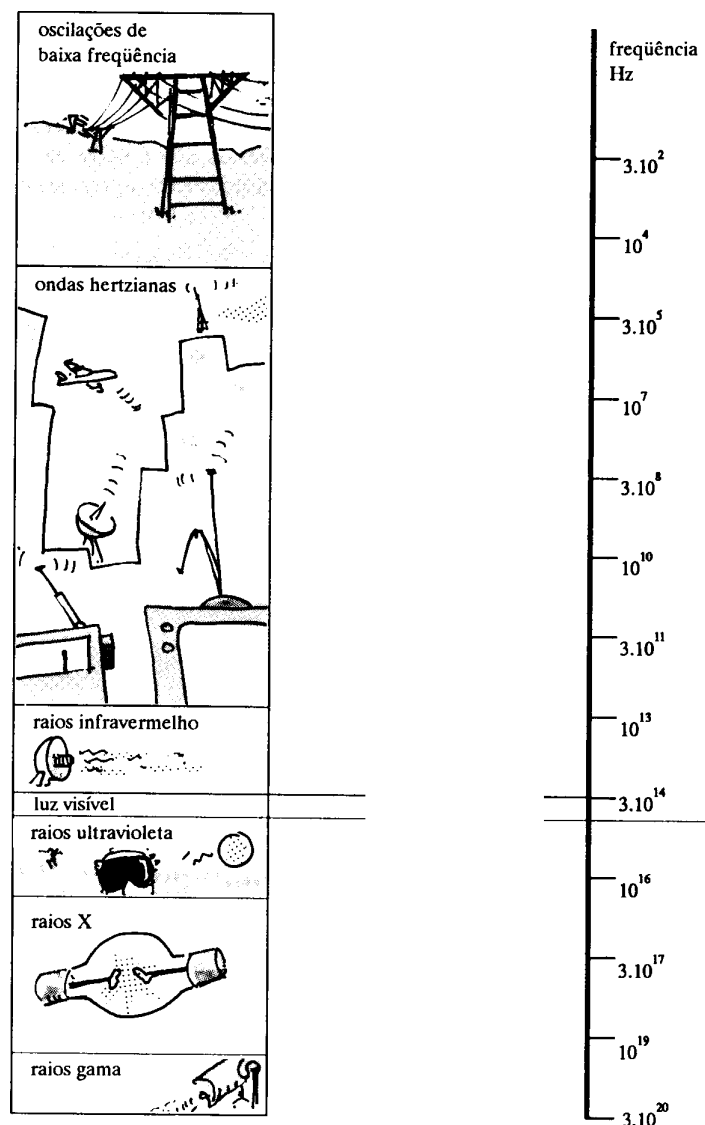 oscilações de
baixa freqüência
ondas hertzianas
raios infravermelho
luz visível
raios ultravioleta
raios X
raios gama
freqüência
Hz
3.10²
10⁴
3.10⁵
10⁷
3.10⁸
10¹⁰
3.10¹¹
10¹³
3.10¹⁴
10¹⁶
3.10¹⁷
10¹⁹
3.10²⁰